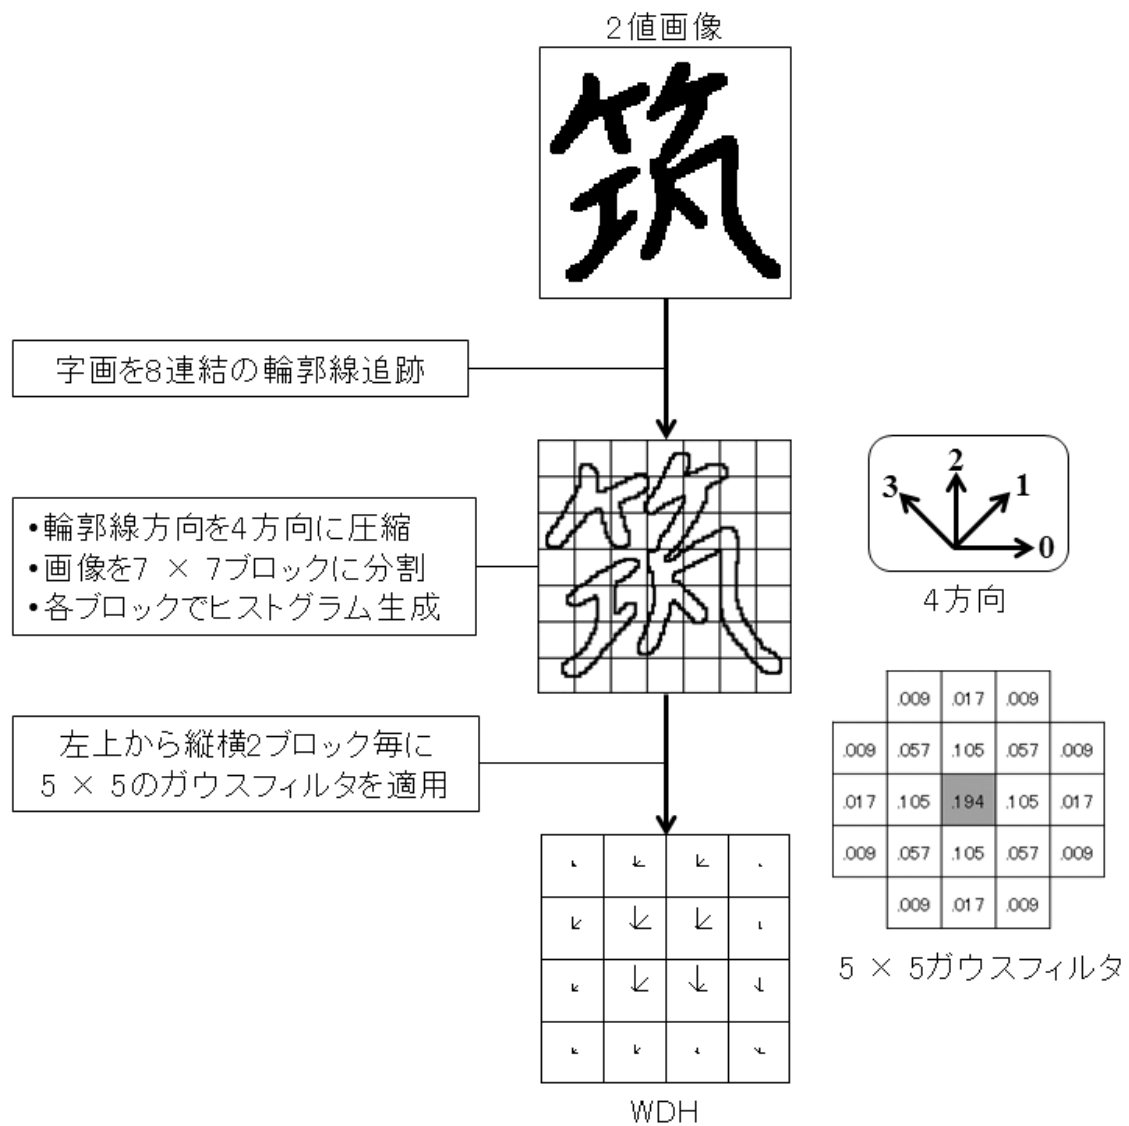 2値画像
筑
字画を8連結の輪郭線追跡
•輪郭線方向を4方向に圧縮
•画像を7 × 7ブロックに分割
•各ブロックでヒストグラム生成
筑
3 2 1 0
4方向
左上から縦横2ブロック毎に
5 × 5のガウスフィルタを適用
.009 .017 .009
.009 .057 .105 .057 .009
.017 .105 .194 .105 .017
.009 .057 .105 .057 .009
.009 .017 .009
5 × 5ガウスフィルタ
WDH